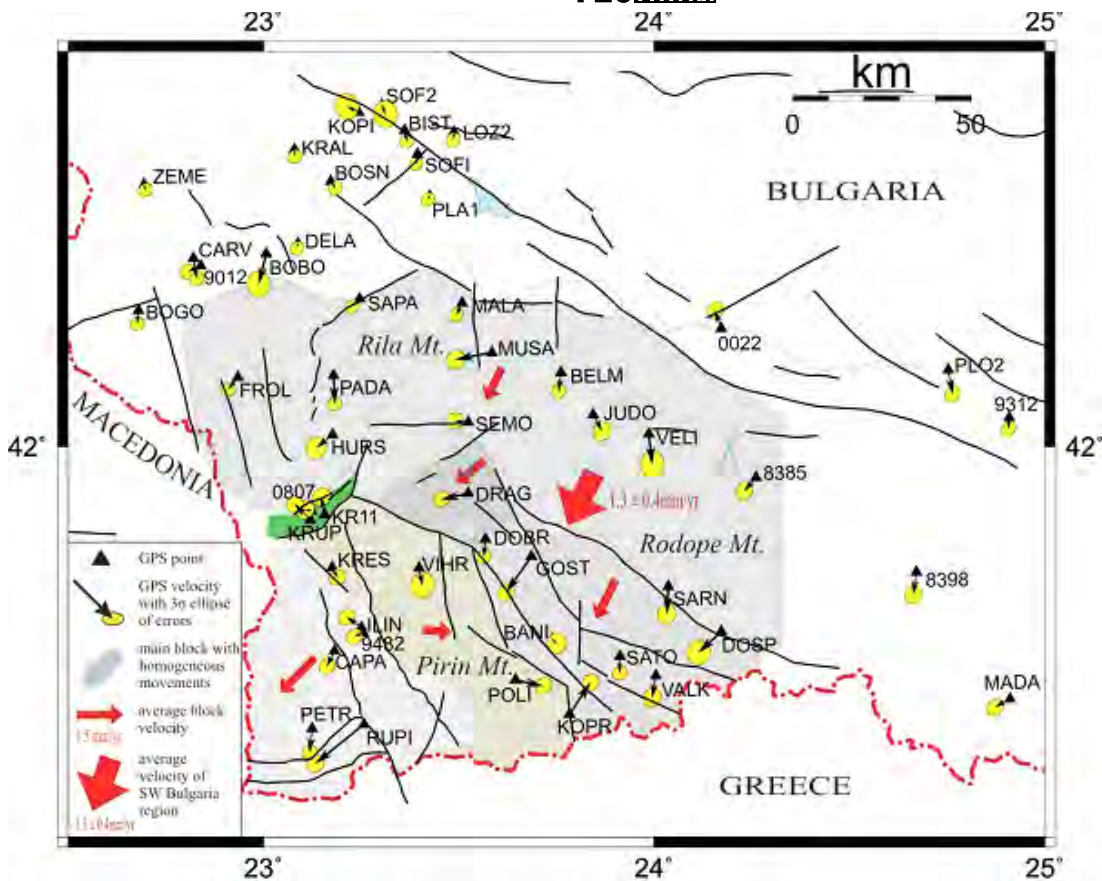 23° 24° 25°
km
0 50
SOF2
KOPI
BIST
LOZ2
KRAL
SOFI
ZEME
BOSN
BULGARIA
PLA1
DELA
CARV
9012
BOBO
BOGO
SAPA
MALA
0022
Rila Mt.
MUSA
PLO2
FROL
PADA
BELM
9312
JUDO
SEMO
VELI
42° 42°
MACEDONIA
HURS
8385
0807
DRAG
1.3 ± 0.4mm/yr
KR11
KRUP
DOBR
Rodope Mt.
GPS point
KRES
VIHR
GOST
8398
GPS velocity
with 3σ ellipse
of errors
SARN
ILIN
9482
BANI
DOSP
main block with
homogeneous
movements
CAPA
Pirin Mt.
SATO
POLI
VALK
MADA
average block
velocity
1.5 mm/yr
PETR
RUPI
KOPR
average
velocity of
SW Bulgaria
region
GREECE
23° 24° 25°